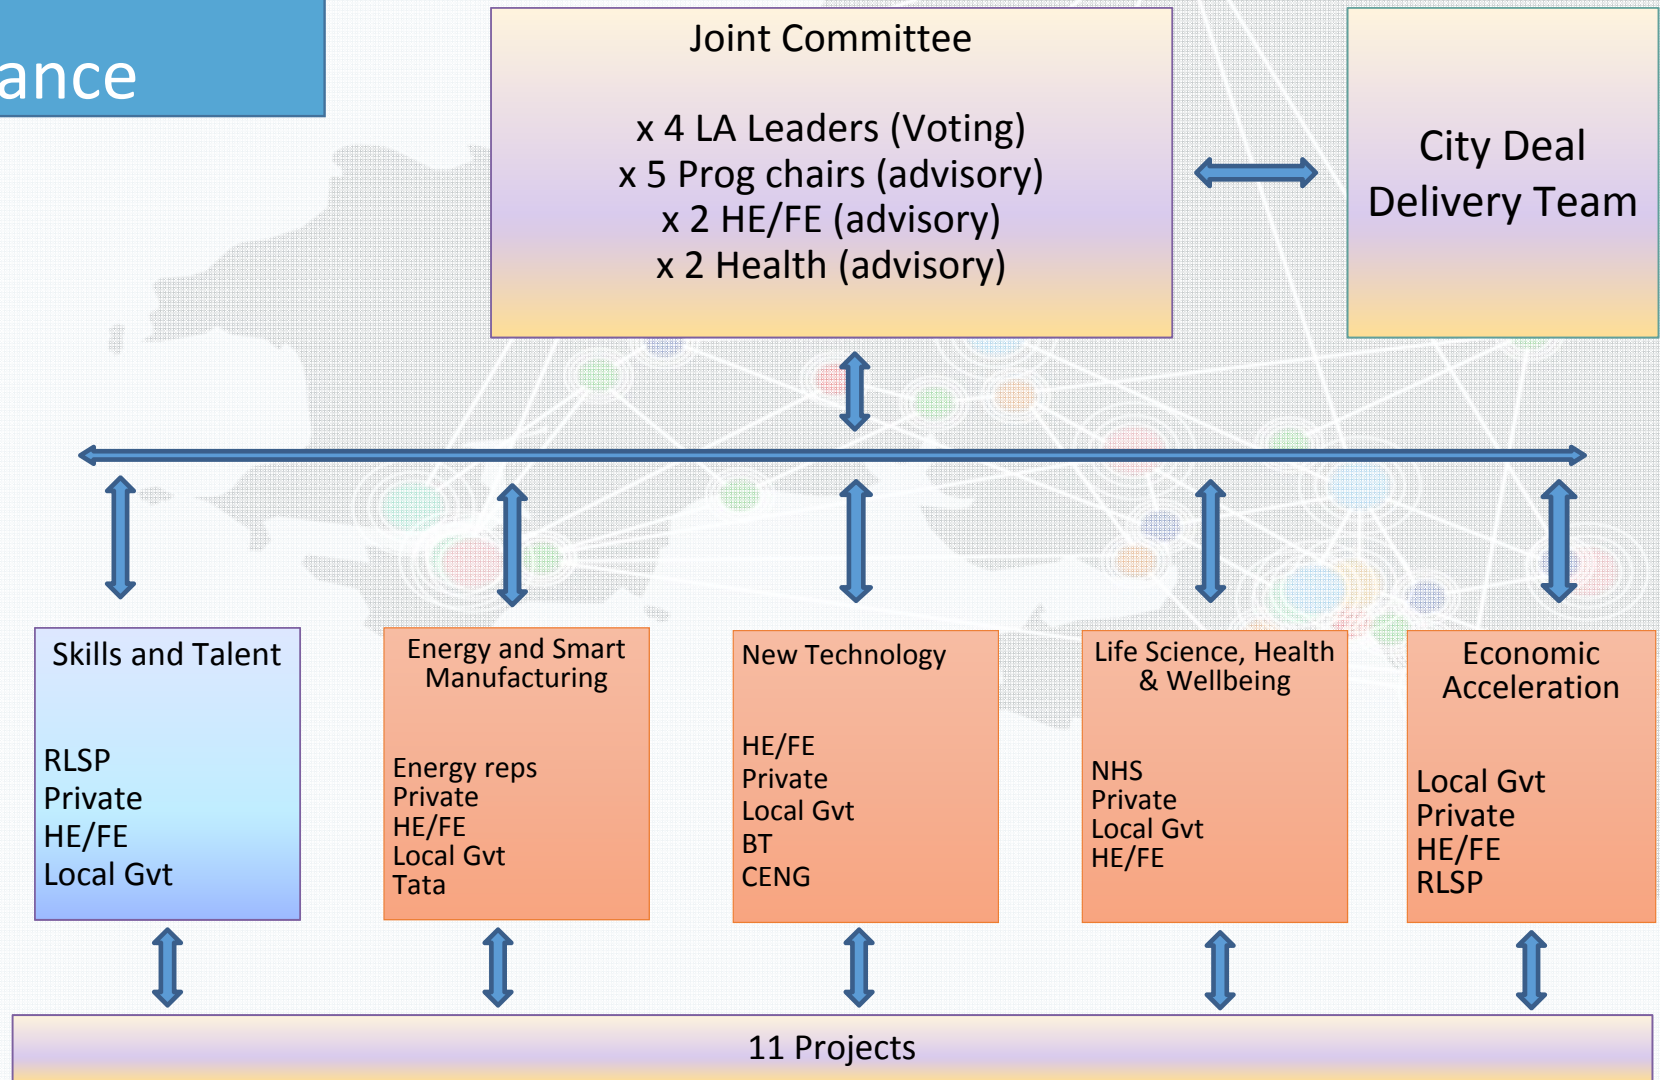 ance
Joint Committee
x 4 LA Leaders (Voting)
x 5 Prog chairs (advisory)
x 2 HE/FE (advisory)
x 2 Health (advisory)
City Deal
Delivery Team
Skills and Talent
RLSP
Private
HE/FE
Local Gvt
Energy and Smart
Manufacturing
Energy reps
Private
HE/FE
Local Gvt
Tata
New Technology
HE/FE
Private
Local Gvt
BT
CENG
Life Science, Health
& Wellbeing
NHS
Private
Local Gvt
HE/FE
Economic
Acceleration
Local Gvt
Private
HE/FE
RLSP
11 Projects